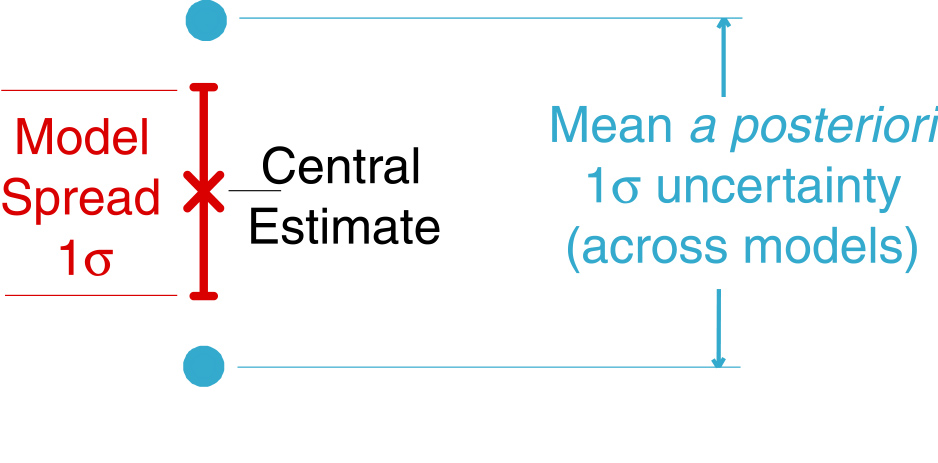 Model
Spread
1σ
Central
Estimate
Mean a posteriori
1σ uncertainty
(across models)